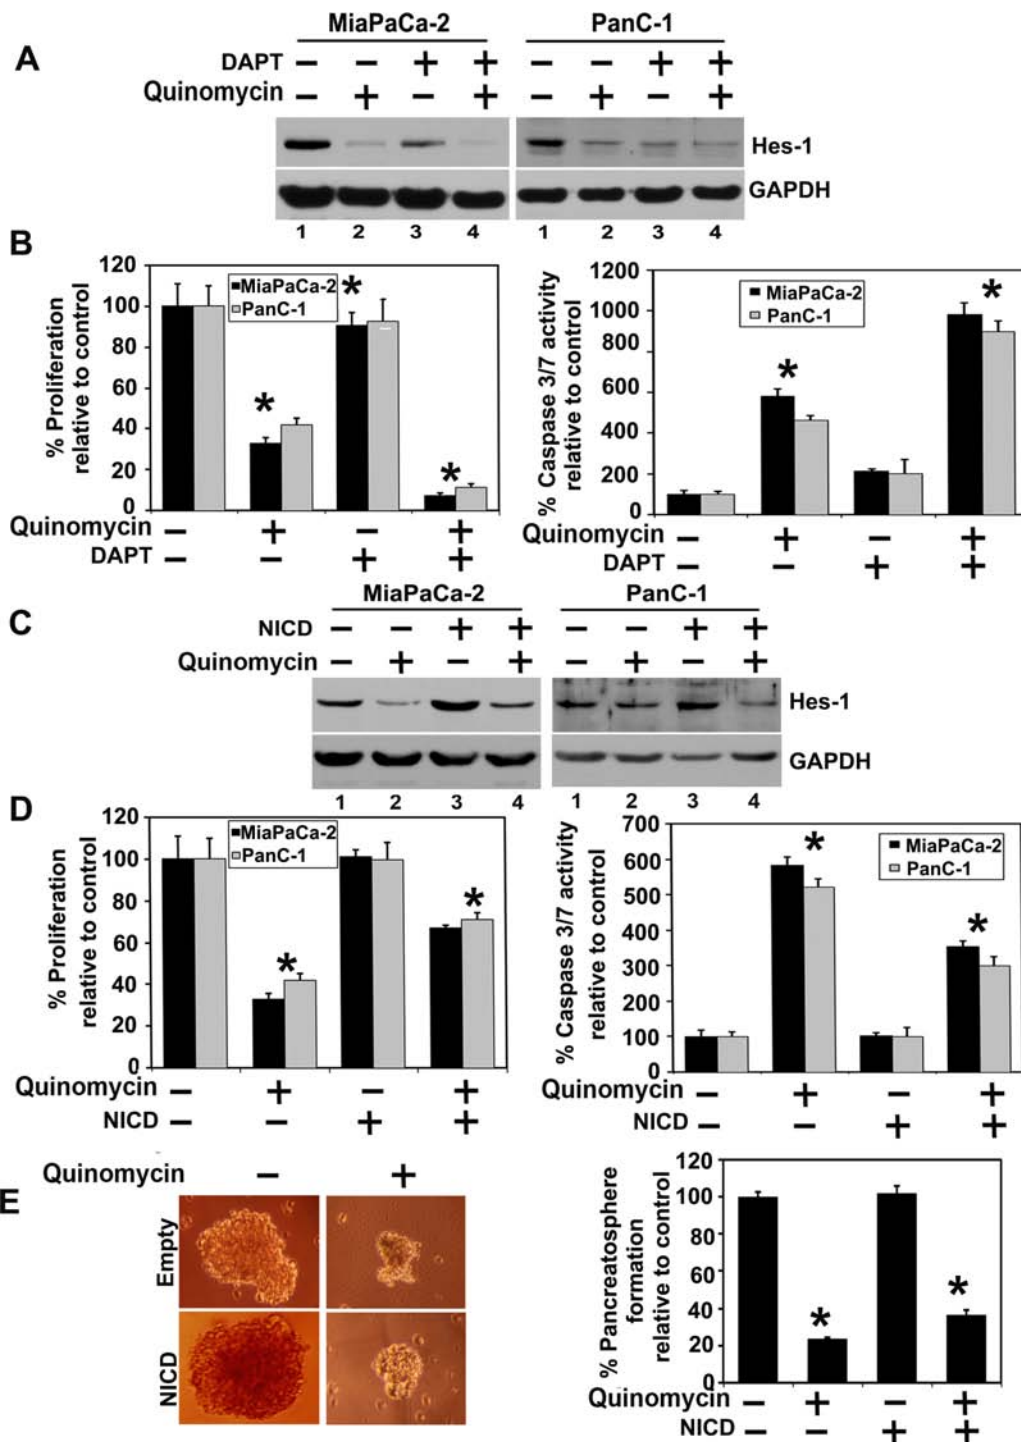 MiaPaCa-2 PanC-1
A
DAPT − − + + − − + +
Quinomycin − + − + − + − +
Hes-1
GAPDH
1 2 3 4 1 2 3 4
B
% Proliferation
relative to control
120
100
80
60
40
20
0
MiaPaCa-2
PanC-1
*
*
*
Quinomycin − + − +
DAPT − − + +
% Caspase 3/7 activity
relative to control
1200
1000
800
600
400
200
0
MiaPaCa-2
PanC-1
*
*
Quinomycin − + − +
DAPT − − + +
MiaPaCa-2 PanC-1
C
NICD − − + + − − + +
Quinomycin − + − + − + − +
Hes-1
GAPDH
1 2 3 4 1 2 3 4
D
% Proliferation
relative to control
120
100
80
60
40
20
0
MiaPaCa-2
PanC-1
*
*
Quinomycin − + − +
NICD − − + +
% Caspase 3/7 activity
relative to control
700
600
500
400
300
200
100
0
MiaPaCa-2
PanC-1
*
*
Quinomycin − + − +
NICD − − + +
E
Quinomycin − +
Empty
NICD
% Pancreatosphere
formation
relative to control
120
100
80
60
40
20
0
*
*
Quinomycin − + − +
NICD − − + +